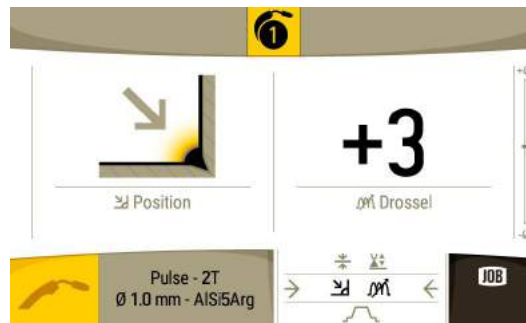 1
+3
Position
Drossel
Pulse - 2T
Ø 1.0 mm - AlSi5Arg
JOB